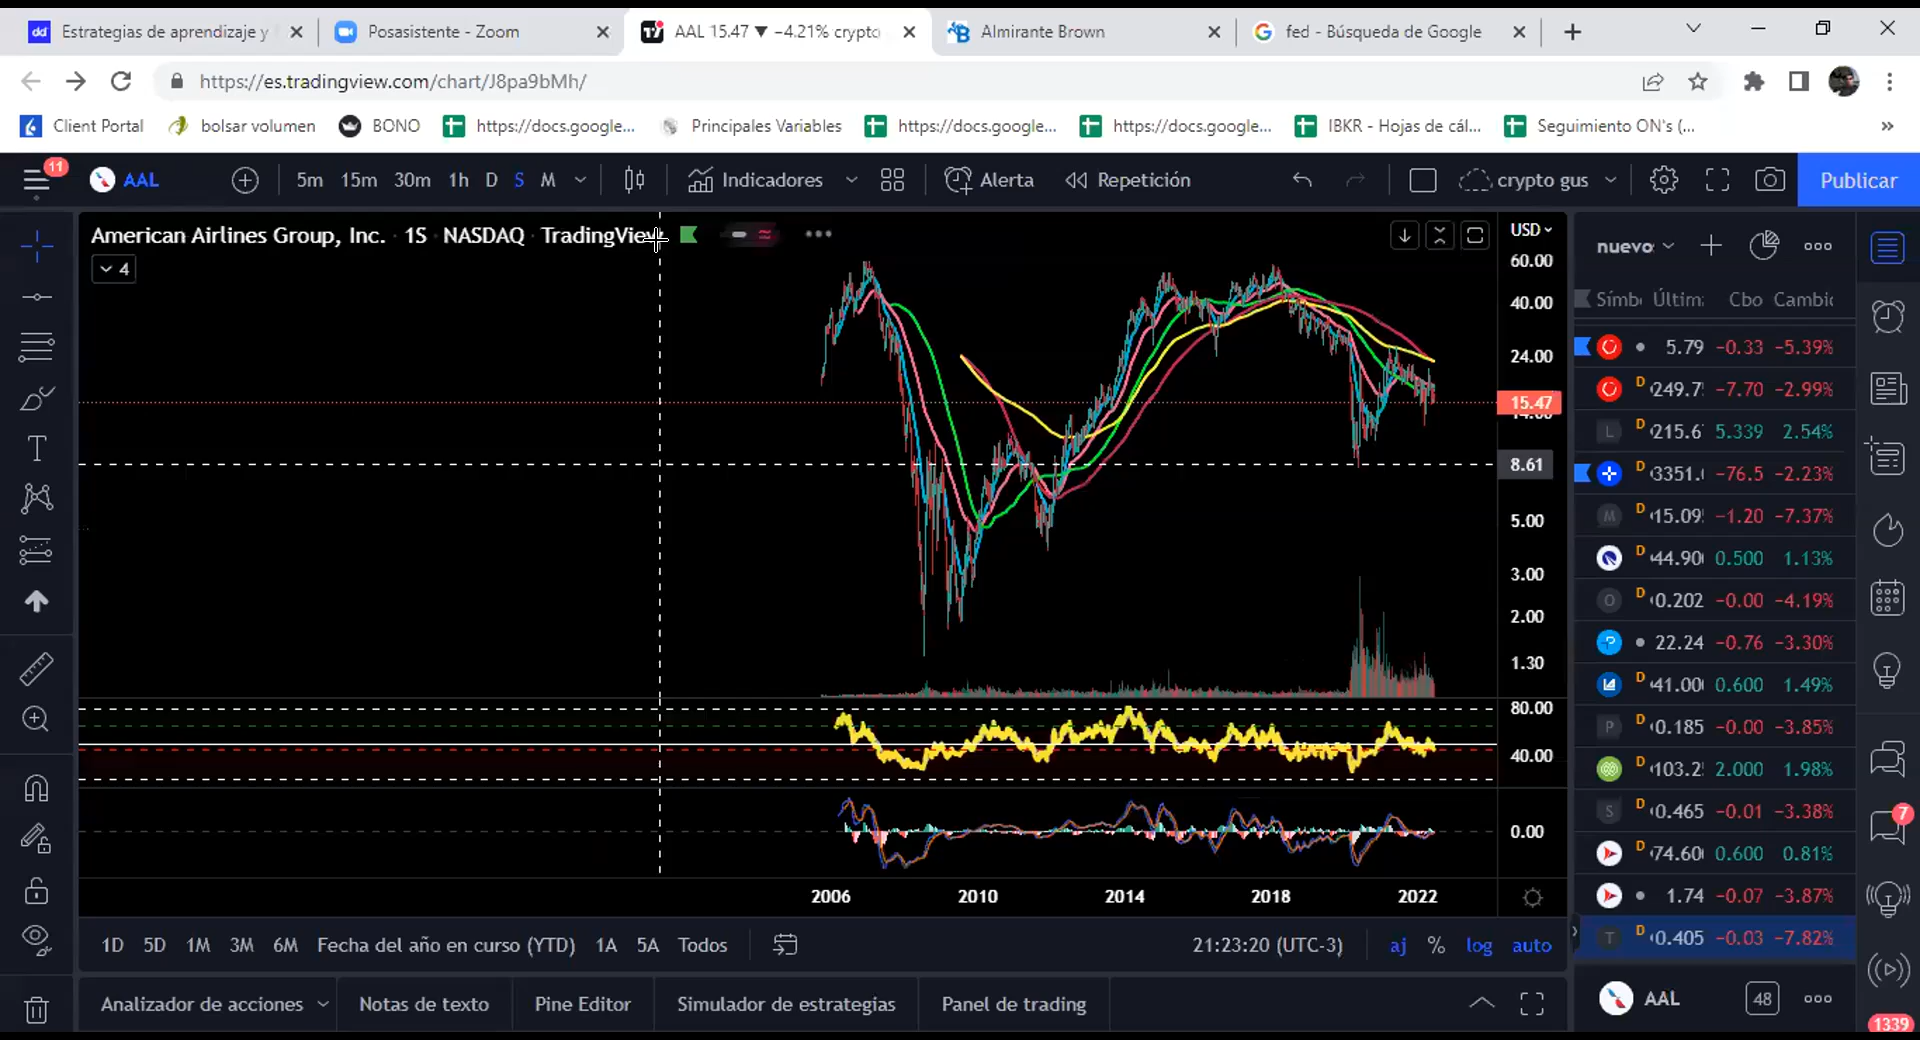 Estrategias de aprendizaje y
Posasistente - Zoom
AAL 15.47 ▼ −4.21% crypto
Almirante Brown
fed - Búsqueda de Google
https://es.tradingview.com/chart/J8pa9bMh/
Client Portal
bolsar volumen
BONO
https://docs.google...
Principales Variables
https://docs.google...
https://docs.google...
IBKR - Hojas de cál...
Seguimiento ON's (...
»
11
AAL
5m 15m 30m 1h D S M
Indicadores
Alerta
Repetición
crypto gus
Publicar
American Airlines Group, Inc. · 1S · NASDAQ · TradingView
4
USD
60.00
40.00
24.00
15.47
8.61
5.00
3.00
2.00
1.30
80.00
40.00
0.00
2006 2010 2014 2018 2022
1D 5D 1M 3M 6M Fecha del año en curso (YTD) 1A 5A Todos
21:23:20 (UTC-3)
aj % log auto
Analizador de acciones
Notas de texto
Pine Editor
Simulador de estrategias
Panel de trading
nuevo
Símb Última Cbo Cambio
5.79 −0.33 −5.39%
D 249.7 −7.70 −2.99%
L D 215.6 5.339 2.54%
D 3351. −76.5 −2.23%
M D 15.09 −1.20 −7.37%
D 44.90 0.500 1.13%
O D 0.202 −0.00 −4.19%
22.24 −0.76 −3.30%
D 41.00 0.600 1.49%
P D 0.185 −0.00 −3.85%
D 103.2 2.000 1.98%
S D 0.465 −0.01 −3.38%
D 74.60 0.600 0.81%
1.74 −0.07 −3.87%
T D 0.405 −0.03 −7.82%
AAL
48
7
1339